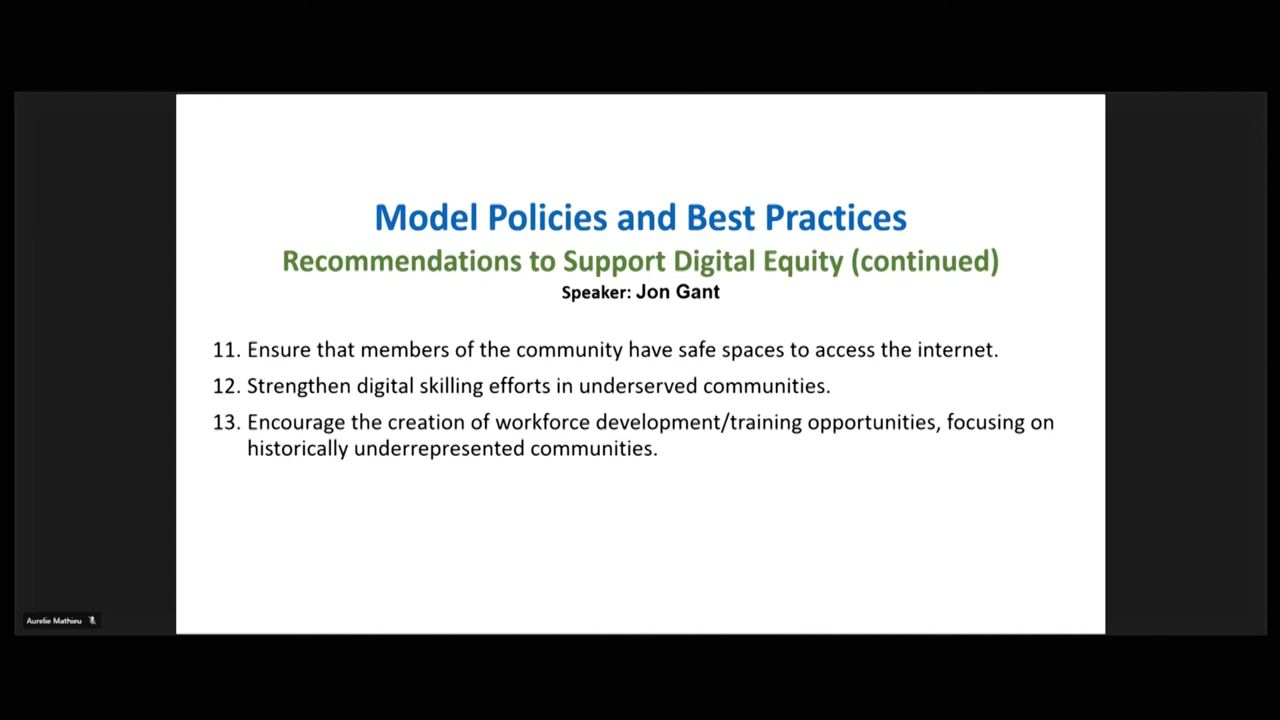 Model Policies and Best Practices
Recommendations to Support Digital Equity (continued)
Speaker: Jon Gant
11. Ensure that members of the community have safe spaces to access the internet.
12. Strengthen digital skilling efforts in underserved communities.
13. Encourage the creation of workforce development/training opportunities, focusing on
historically underrepresented communities.
Aurelie Mathieu